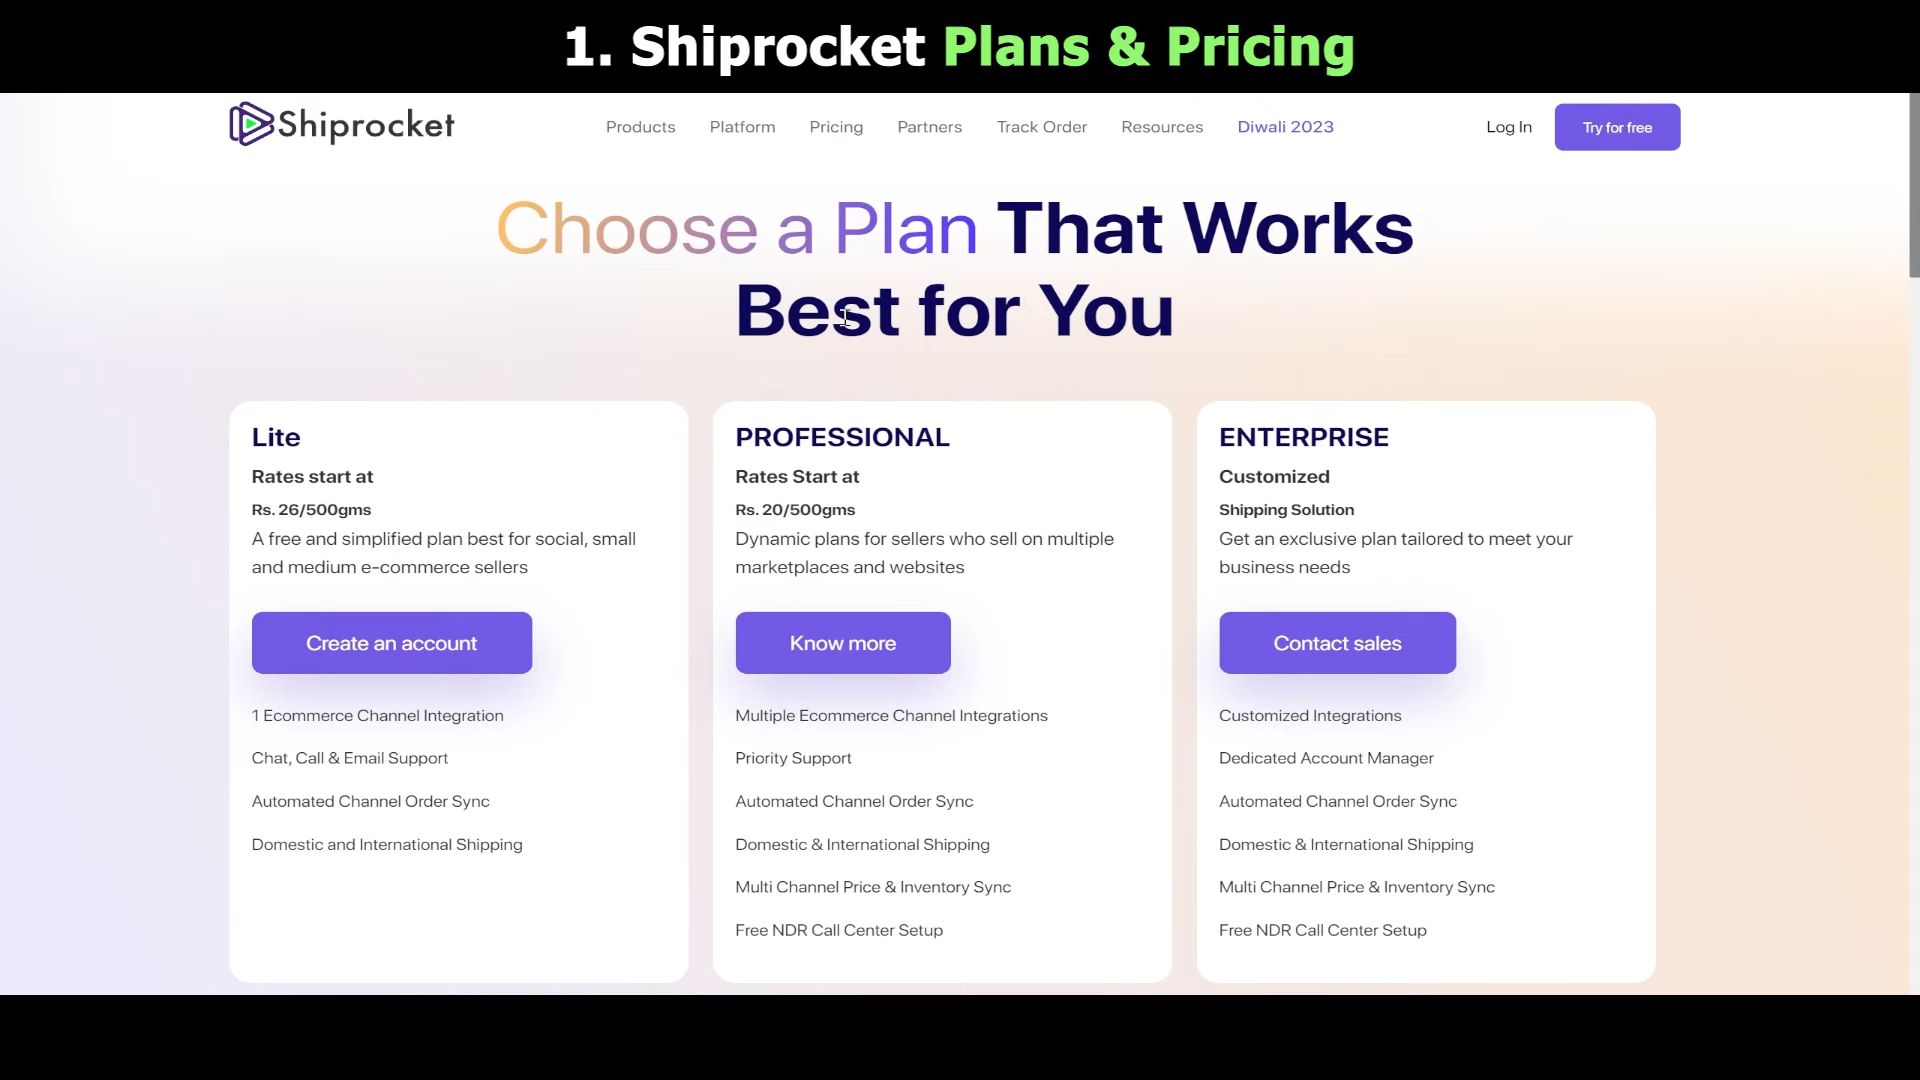 1. Shiprocket Plans & Pricing
Shiprocket
Products
Platform
Pricing
Partners
Track Order
Resources
Diwali 2023
Log In
Try for free
Choose a Plan That Works
Best for You
Lite
Rates start at
Rs. 26/500gms
A free and simplified plan best for social, small
and medium e-commerce sellers
Create an account
1 Ecommerce Channel Integration
Chat, Call & Email Support
Automated Channel Order Sync
Domestic and International Shipping
PROFESSIONAL
Rates Start at
Rs. 20/500gms
Dynamic plans for sellers who sell on multiple
marketplaces and websites
Know more
Multiple Ecommerce Channel Integrations
Priority Support
Automated Channel Order Sync
Domestic & International Shipping
Multi Channel Price & Inventory Sync
Free NDR Call Center Setup
ENTERPRISE
Customized
Shipping Solution
Get an exclusive plan tailored to meet your
business needs
Contact sales
Customized Integrations
Dedicated Account Manager
Automated Channel Order Sync
Domestic & International Shipping
Multi Channel Price & Inventory Sync
Free NDR Call Center Setup